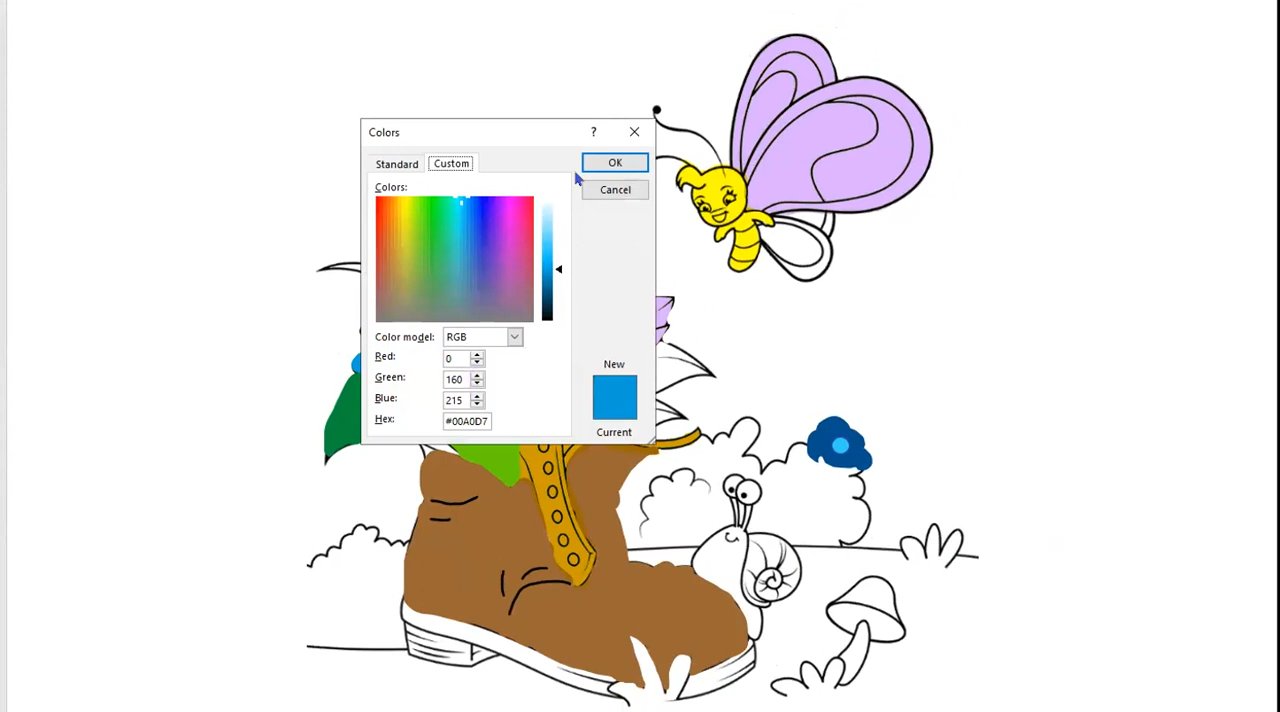 Colors
?
Standard Custom
OK
Cancel
Colors:
Color model: RGB
Red: 0
Green: 160
Blue: 215
Hex: #00A0D7
New
Current